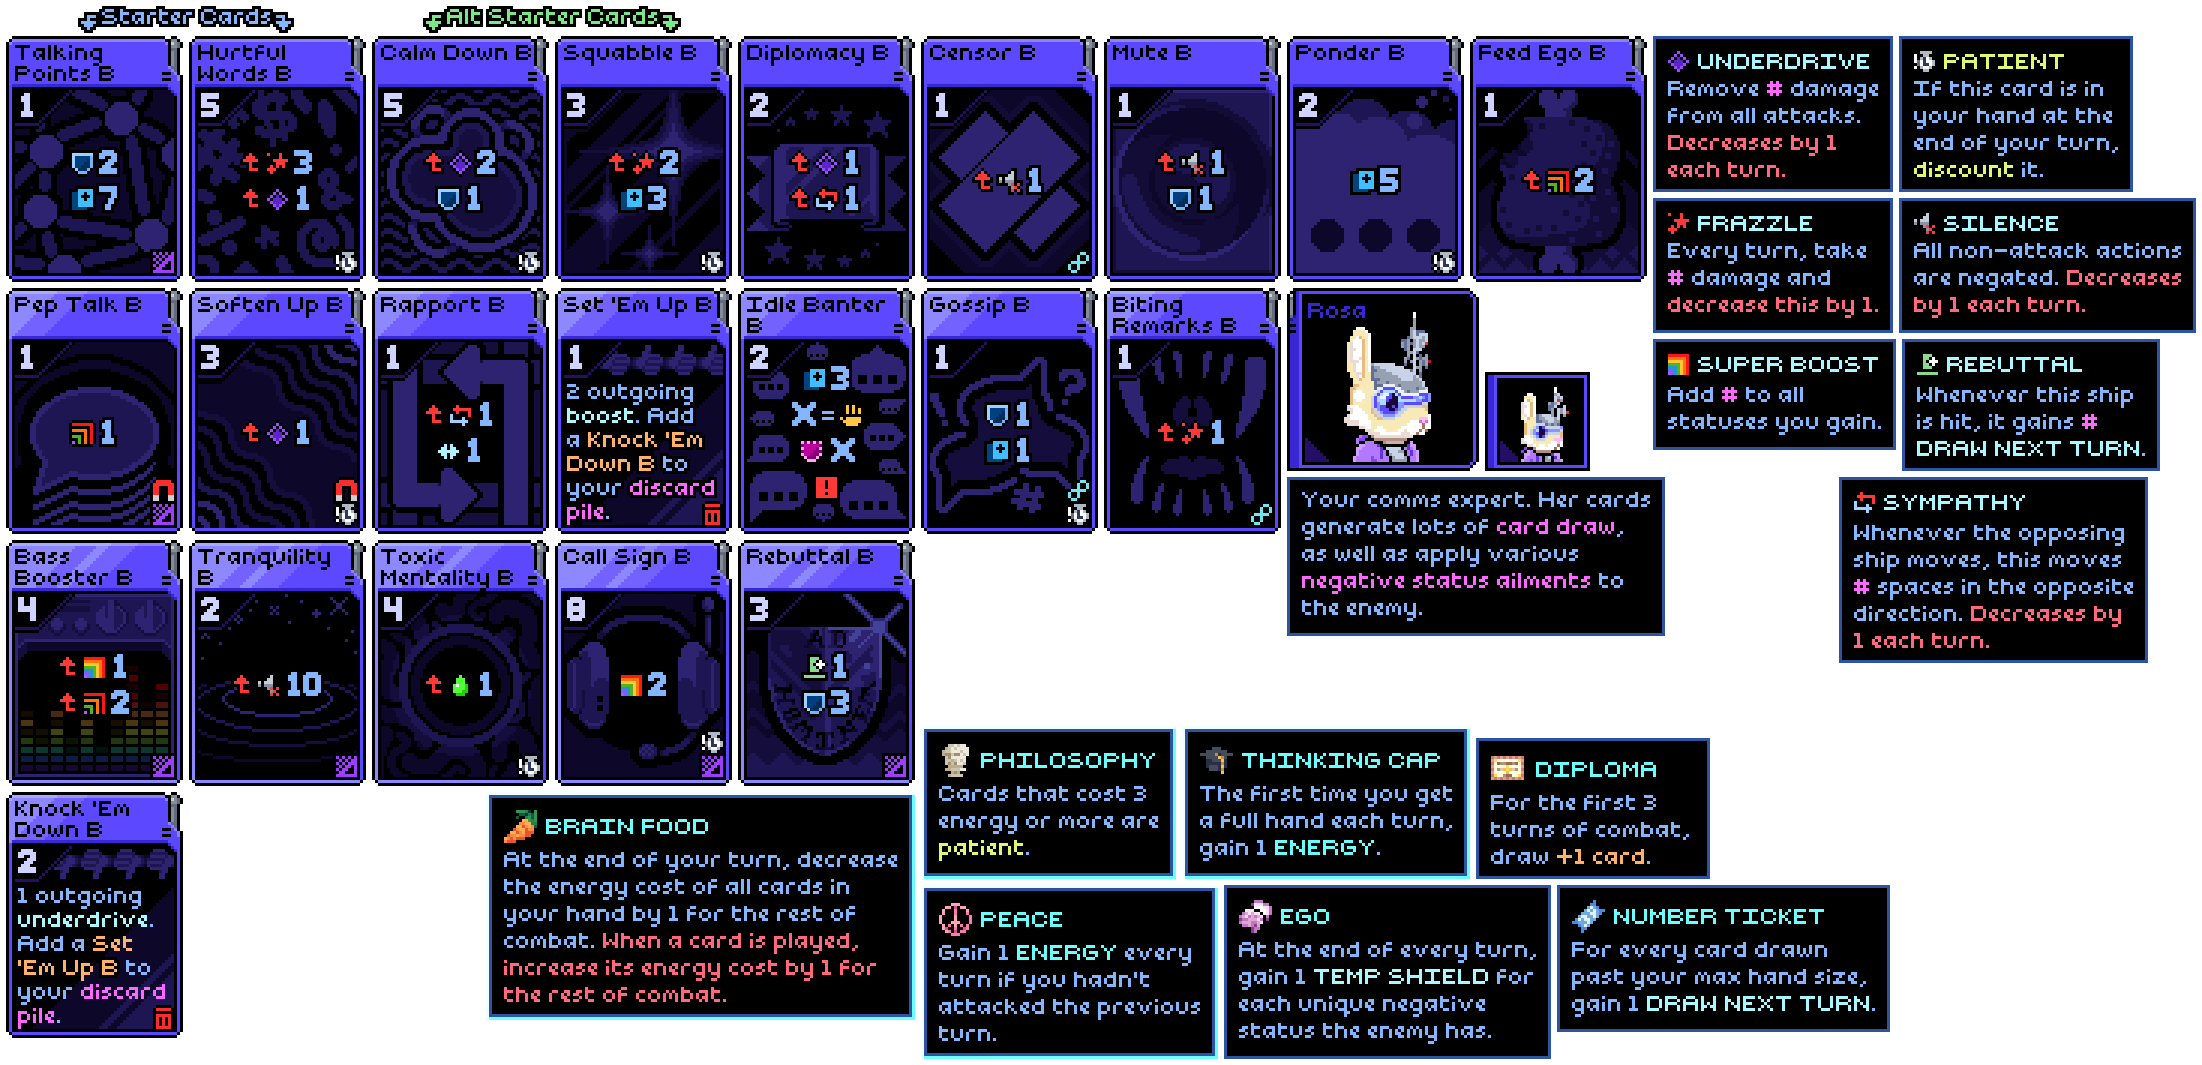 Starter Cards
Alt Starter Cards
Talking
Points B
1
2
7
Hurtful
Words B
5
3
1
Calm Down B
5
2
1
Squabble B
3
2
3
Diplomacy B
2
1
1
Censor B
1
1
Mute B
1
1
1
Ponder B
2
5
Feed Ego B
1
2
Pep Talk B
1
1
Soften Up B
3
1
Rapport B
1
1
1
Set 'Em Up B
1
2 outgoing
boost. Add
a Knock 'Em
Down B to
your discard
pile.
Idle Banter
B
2
3
=
Gossip B
1
1
1
Biting
Remarks B
1
1
Rosa
Your comms expert. Her cards
generate lots of card draw,
as well as apply various
negative status ailments to
the enemy.
Bass
Booster B
4
1
2
Tranquility
B
2
10
Toxic
Mentality B
4
1
Call Sign B
8
2
Rebuttal B
3
1
3
Knock 'Em
Down B
2
1 outgoing
underdrive.
Add a Set
'Em Up B to
your discard
pile.
UNDERDRIVE
Remove # damage
from all attacks.
Decreases by 1
each turn.
PATIENT
If this card is in
your hand at the
end of your turn,
discount it.
FRAZZLE
Every turn, take
# damage and
decrease this by 1.
SILENCE
All non-attack actions
are negated. Decreases
by 1 each turn.
SUPER BOOST
Add # to all
statuses you gain.
REBUTTAL
Whenever this ship
is hit, it gains #
DRAW NEXT TURN.
SYMPATHY
Whenever the opposing
ship moves, this moves
# spaces in the opposite
direction. Decreases by
1 each turn.
BRAIN FOOD
At the end of your turn, decrease
the energy cost of all cards in
your hand by 1 for the rest of
combat. When a card is played,
increase its energy cost by 1 for
the rest of combat.
PHILOSOPHY
Cards that cost 3
energy or more are
patient.
THINKING CAP
The first time you get
a full hand each turn,
gain 1 ENERGY.
DIPLOMA
For the first 3
turns of combat,
draw +1 card.
PEACE
Gain 1 ENERGY every
turn if you hadn't
attacked the previous
turn.
EGO
At the end of every turn,
gain 1 TEMP SHIELD for
each unique negative
status the enemy has.
NUMBER TICKET
For every card drawn
past your max hand size,
gain 1 DRAW NEXT TURN.